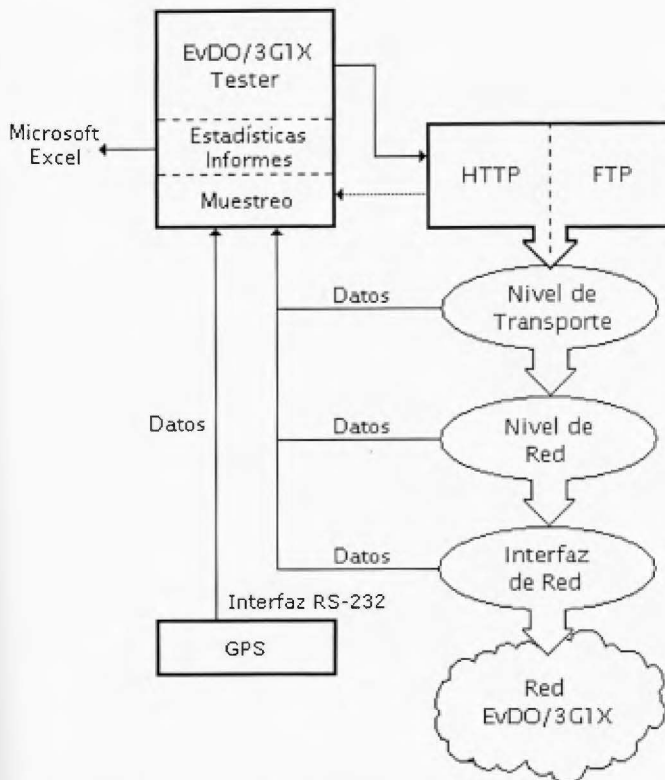 EvDO/3G1X
Tester
Estadísticas
Informes
Muestreo
Microsoft
Excel
HTTP
FTP
Datos
Nivel de
Transporte
Datos
Datos
Nivel de
Red
Datos
Interfaz
de Red
Interfaz RS-232
GPS
Red
EvDO/3G1X